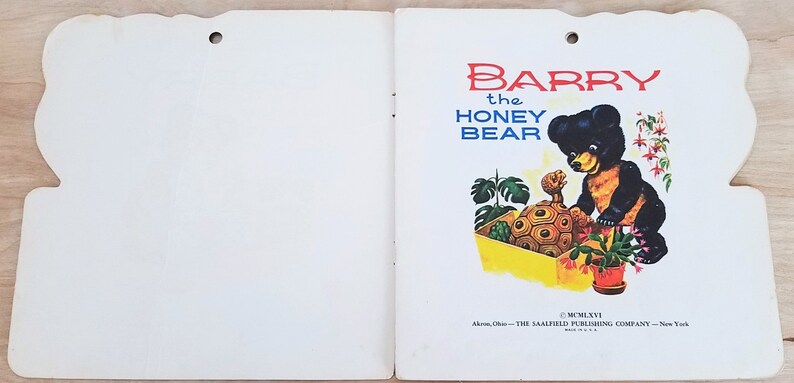 BARRY
the
HONEY
BEAR
© MCMLXVI
Akron, Ohio — THE SAALFIELD PUBLISHING COMPANY — New York
MADE IN U. S. A.